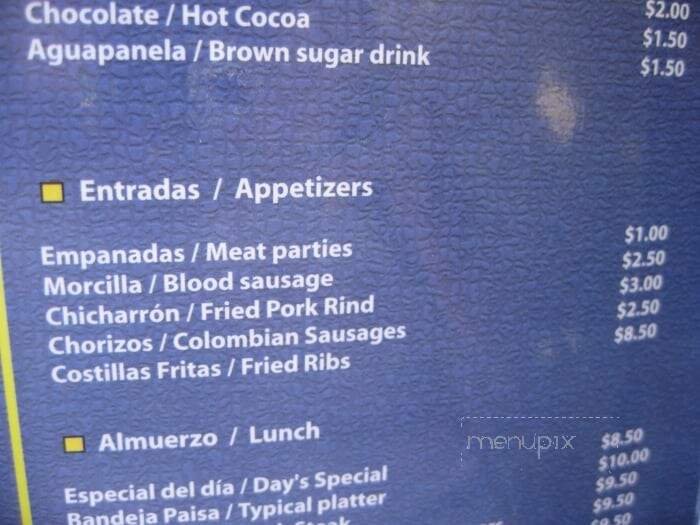 $2.00
Chocolate / Hot Cocoa $1.50
Aguapanela / Brown sugar drink $1.50
Entradas / Appetizers
Empanadas / Meat parties $1.00
Morcilla / Blood sausage $2.50
Chicharrón / Fried Pork Rind $3.00
Chorizos / Colombian Sausages $2.50
Costillas Fritas / Fried Ribs $8.50
Almuerzo / Lunch
menupix
Especial del día / Day's Special $8.50
Bandeja Paisa / Typical platter $10.00
Steak $9.50
$9.50